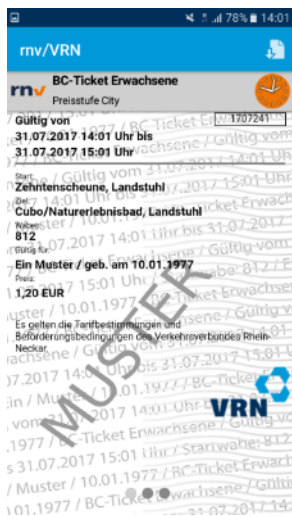 78% 14:01
rnv/VRN
rnv
BC-Ticket Erwachsene
Preisstufe City
Gültig von
1707241
31.07.2017 14:01 Uhr bis
31.07.2017 15:01 Uhr
Start:
Zehntenscheune, Landstuhl
Ziel:
Cubo/Naturerlebnisbad, Landstuhl
Waben:
812
Gültig für:
Ein Muster / geb. am 10.01.1977
Preis:
1,20 EUR
Es gelten die Tarifbestimmungen und
Beförderungsbedingungen des Verkehrsverbundes Rhein-
Neckar.
MUSTER
VRN